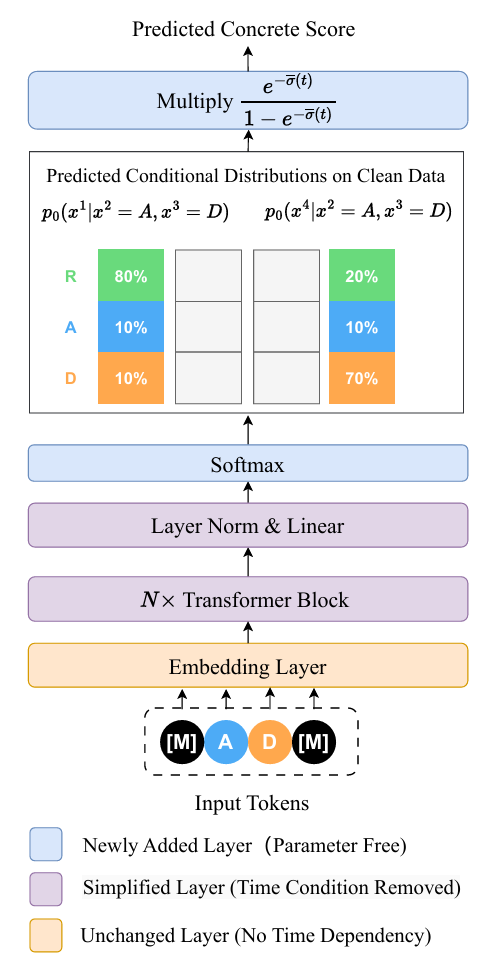 Predicted Concrete Score
Multiply $\frac{e^{-\overline{\sigma}(t)}}{1 - e^{-\overline{\sigma}(t)}}$
Predicted Conditional Distributions on Clean Data
$p_0(x^1|x^2 = A, x^3 = D)$ $p_0(x^4|x^2 = A, x^3 = D)$
R 80% 20%
A 10% 10%
D 10% 70%
Softmax
Layer Norm & Linear
N× Transformer Block
Embedding Layer
[M] A D [M]
Input Tokens
Newly Added Layer（Parameter Free)
Simplified Layer (Time Condition Removed)
Unchanged Layer (No Time Dependency)